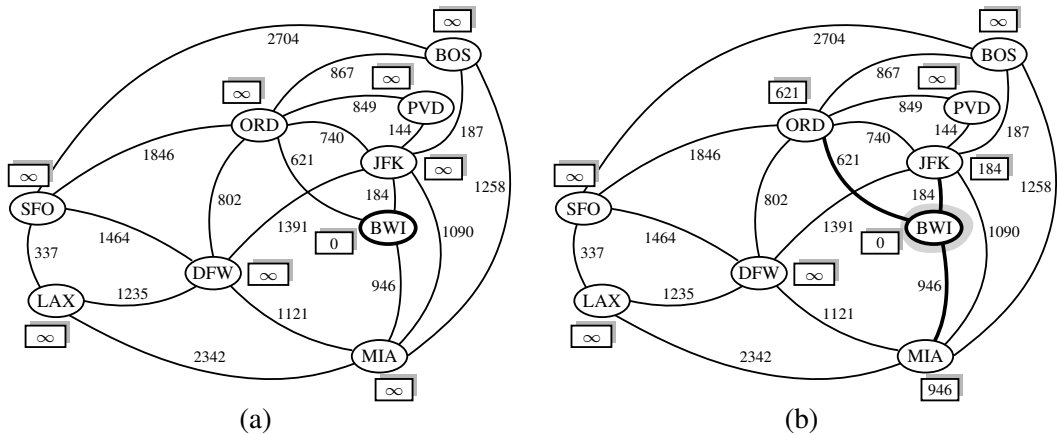 ∞
2704
BOS
867
∞
∞
849
PVD
ORD
144
740
187
1846
621
JFK
∞
∞
802
184
1258
SFO
1391
BWI
1464
0
1090
337
DFW
∞
946
LAX
1235
1121
∞
2342
MIA
∞
(a)
∞
2704
BOS
867
∞
621
849
PVD
ORD
144
740
187
1846
621
JFK
184
∞
802
184
1258
SFO
1391
BWI
1464
0
1090
337
DFW
∞
946
LAX
1235
1121
∞
2342
MIA
946
(b)